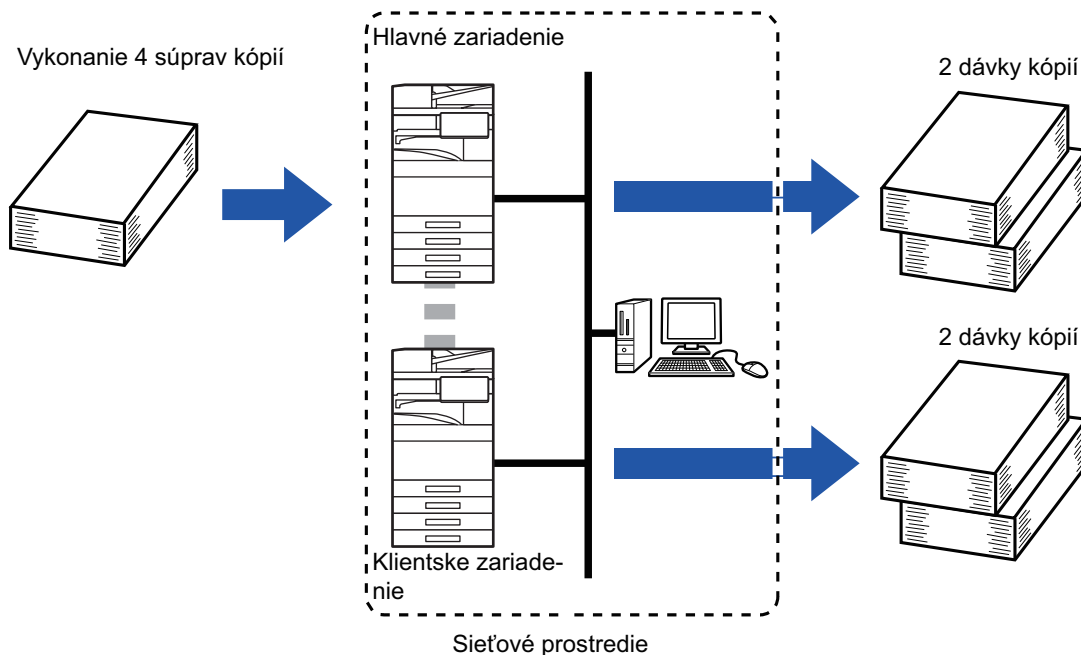 Hlavné zariadenie
Vykonanie 4 súprav kópií
2 dávky kópií
2 dávky kópií
Klientske zariade-
nie
Sieťové prostredie